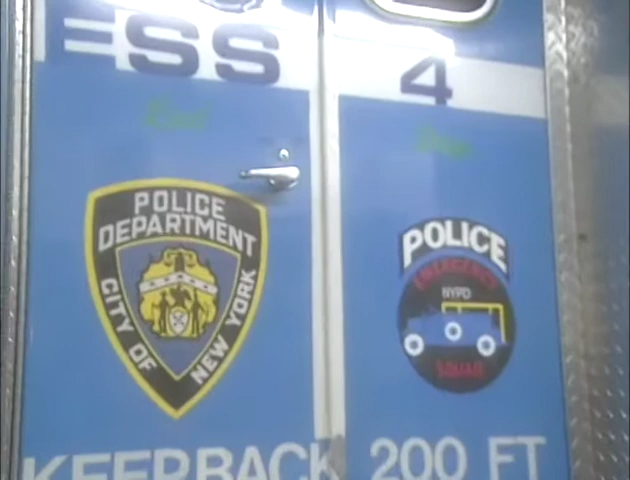 ESS 4
POLICE
DEPARTMENT
CITY OF
NEW YORK
POLICE
EMERGENCY
NYPD
SQUAD
KEEP BACK 200 FT